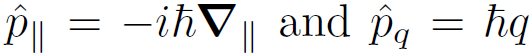 p̂∥ = −iℏ∇∥ and p̂q = ℏq